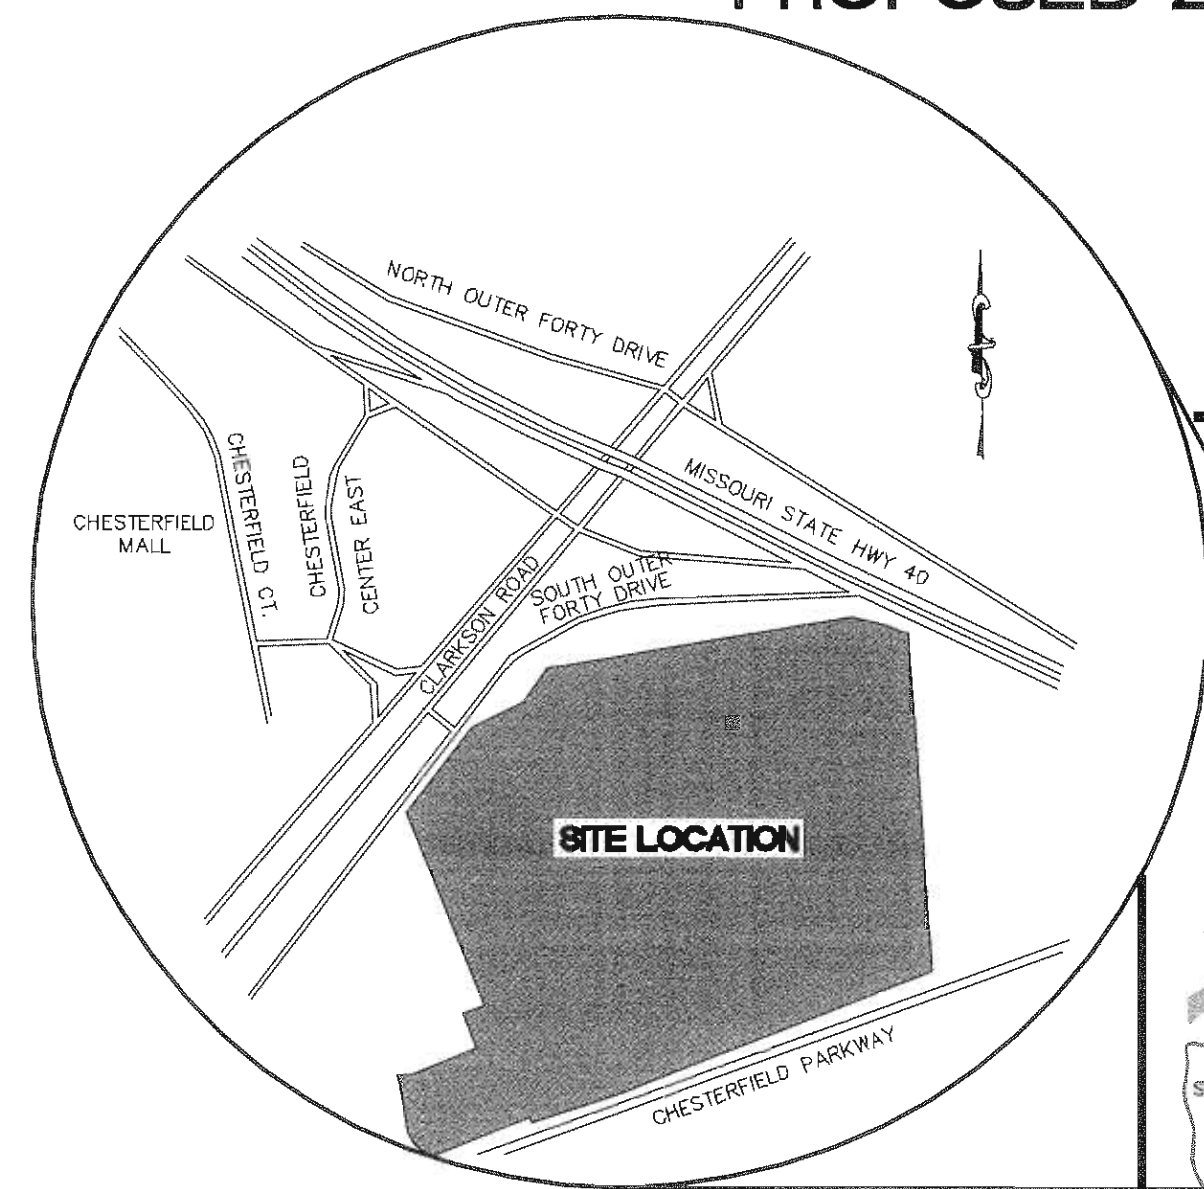 PROPOSED
NORTH OUTER FORTY DRIVE
MISSOURI STATE HWY 40
CHESTERFIELD
MALL
CHESTERFIELD CT.
CHESTERFIELD
CENTER EAST
CLARKSON ROAD
SOUTH OUTER
FORTY DRIVE
SITE LOCATION
CHESTERFIELD PARKWAY
S